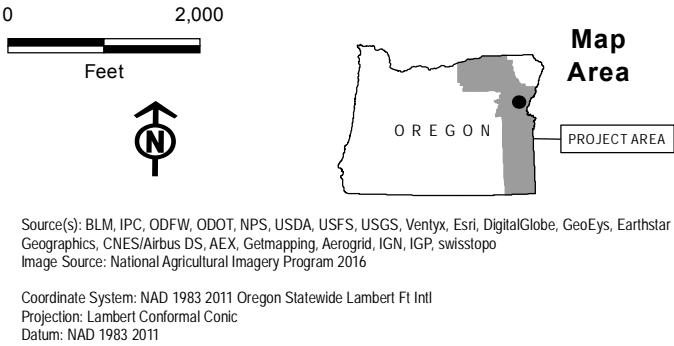 0 2,000
Feet
N
Map
Area
OREGON
PROJECT AREA
Source(s): BLM, IPC, ODFW, ODOT, NPS, USDA, USFS, USGS, Ventyx, Esri, DigitalGlobe, GeoEys, Earthstar
Geographics, CNES/Airbus DS, AEX, Getmapping, Aerogrid, IGN, IGP, swisstopo
Image Source: National Agricultural Imagery Program 2016
Coordinate System: NAD 1983 2011 Oregon Statewide Lambert Ft Intl
Projection: Lambert Conformal Conic
Datum: NAD 1983 2011